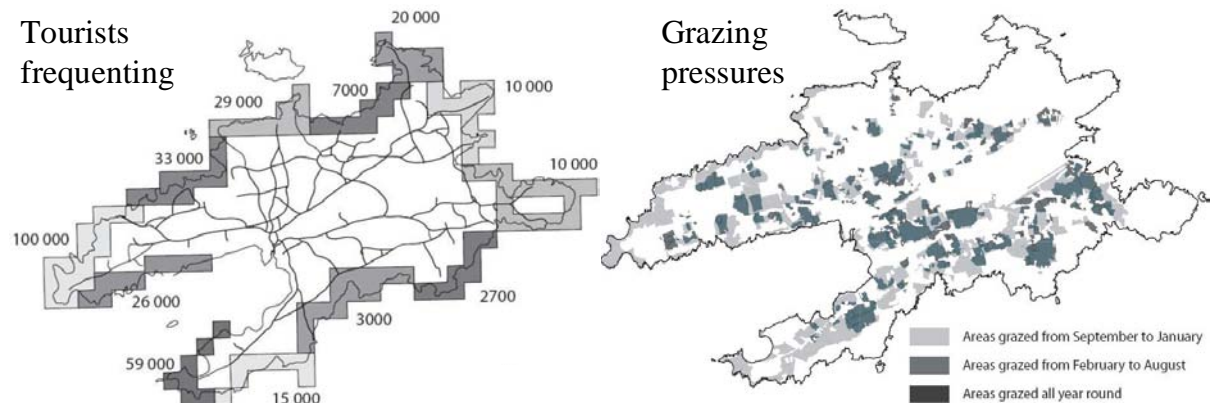 Tourists
frequenting
20 000
7000
29 000
10 000
33 000
10 000
100 000
26 000
2700
3000
59 000
15 000
Grazing
pressures
Areas grazed from September to January
Areas grazed from February to August
Areas grazed all year round